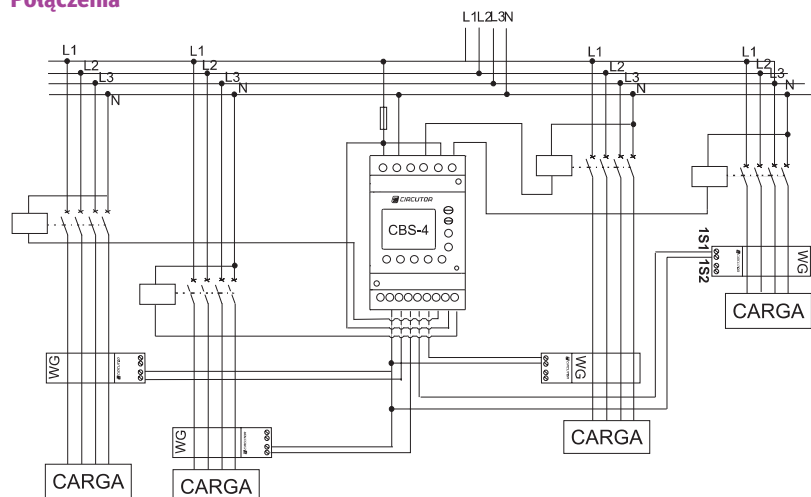 Połączenia
L1L2L3N
L1
L2
L3
N
L1
L2
L3
N
L1
L2
L3
N
L1
L2
L3
N
CIRCUTOR
CBS-4
1S1 1S2
WG
WG
WG
WG
CARGA
CARGA
CARGA
CARGA